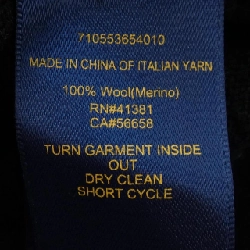 710553654010
MADE IN CHINA OF ITALIAN YARN
100% Wool(Merino)
RN#41381
CA#56658
TURN GARMENT INSIDE
OUT
DRY CLEAN
SHORT CYCLE